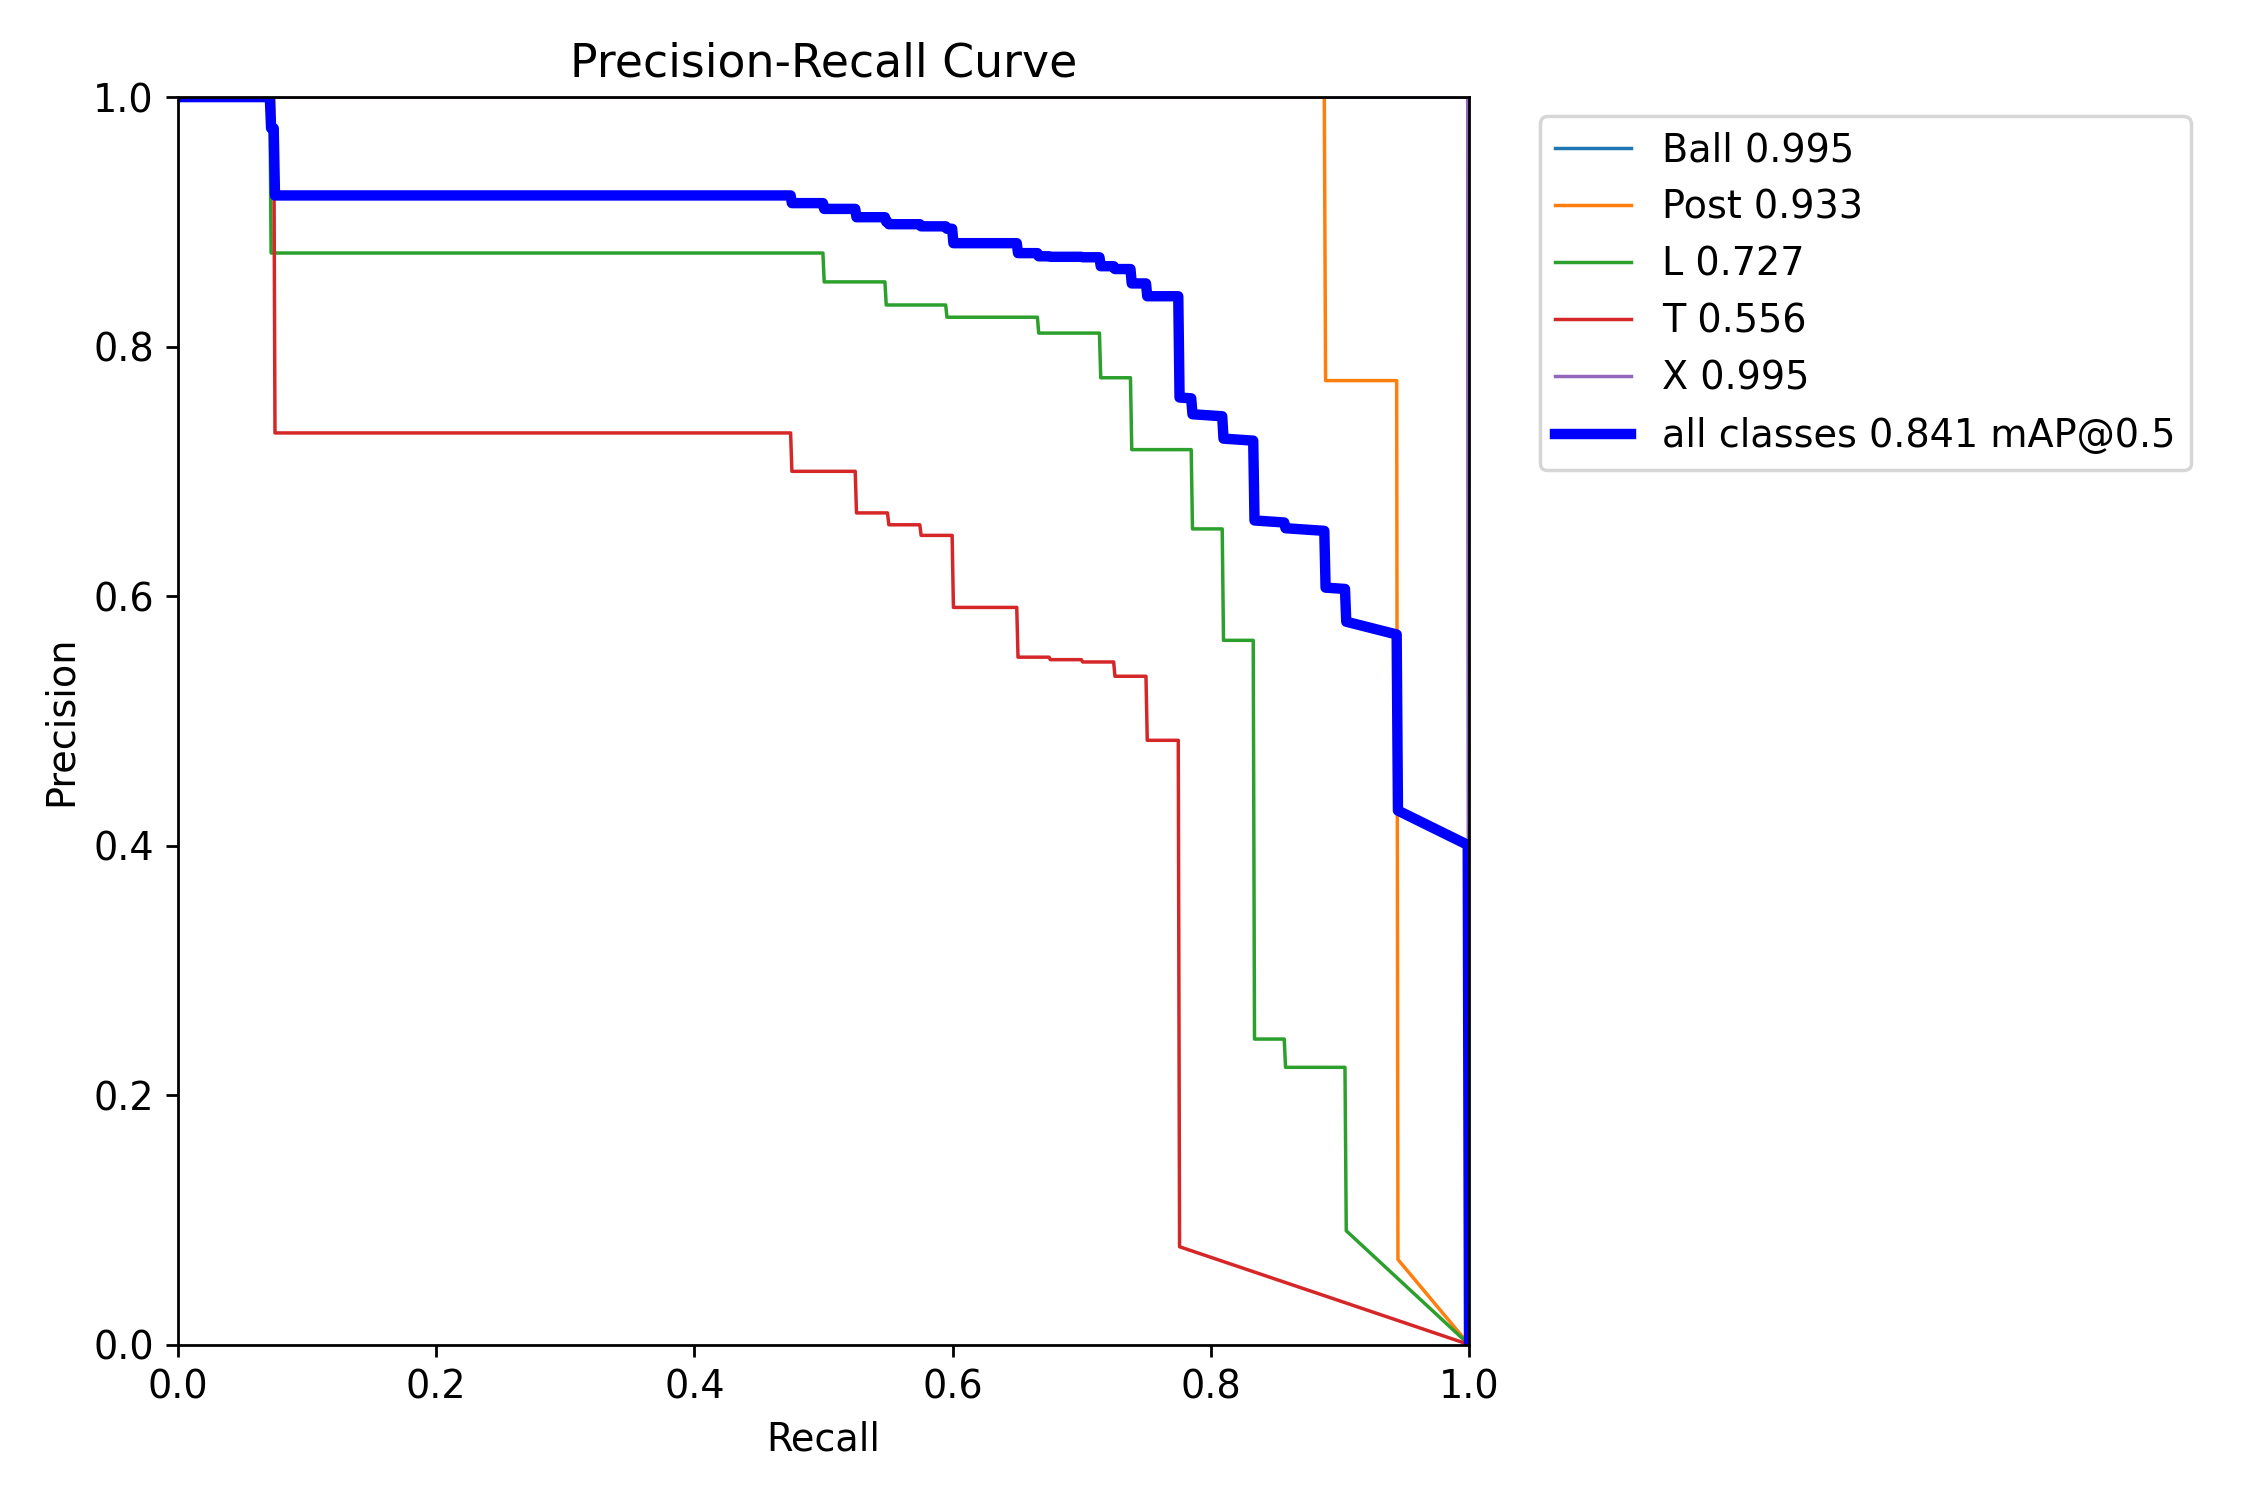 Precision-Recall Curve
1.0
0.8
0.6
0.4
0.2
0.0
Precision
0.0 0.2 0.4 0.6 0.8 1.0
Recall
Ball 0.995
Post 0.933
L 0.727
T 0.556
X 0.995
all classes 0.841 mAP@0.5